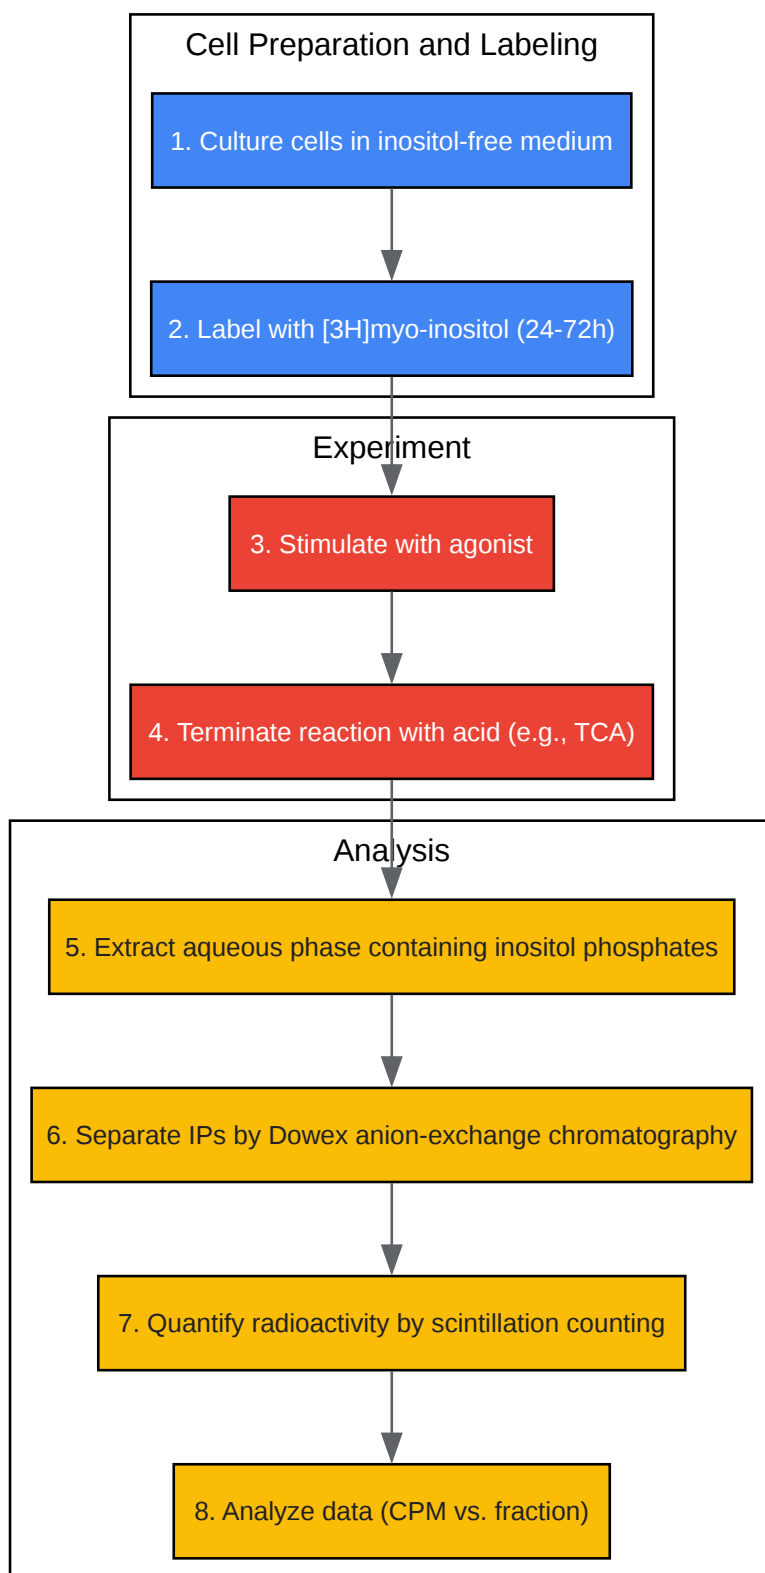 Cell Preparation and Labeling
1. Culture cells in inositol-free medium
2. Label with [3H]myo-inositol (24-72h)
Experiment
3. Stimulate with agonist
4. Terminate reaction with acid (e.g., TCA)
Analysis
5. Extract aqueous phase containing inositol phosphates
6. Separate IPs by Dowex anion-exchange chromatography
7. Quantify radioactivity by scintillation counting
8. Analyze data (CPM vs. fraction)